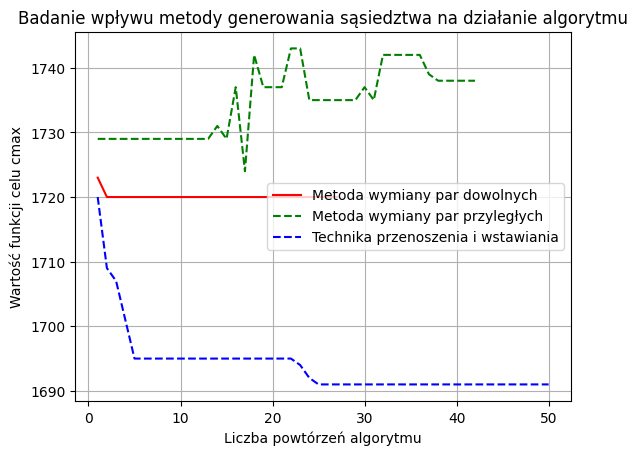 Badanie wpływu metody generowania sąsiedztwa na działanie algorytmu
1740
1730
1720
1710
1700
1690
Wartość funkcji celu cmax
Metoda wymiany par dowolnych
Metoda wymiany par przyległych
Technika przenoszenia i wstawiania
0 10 20 30 40 50
Liczba powtórzeń algorytmu